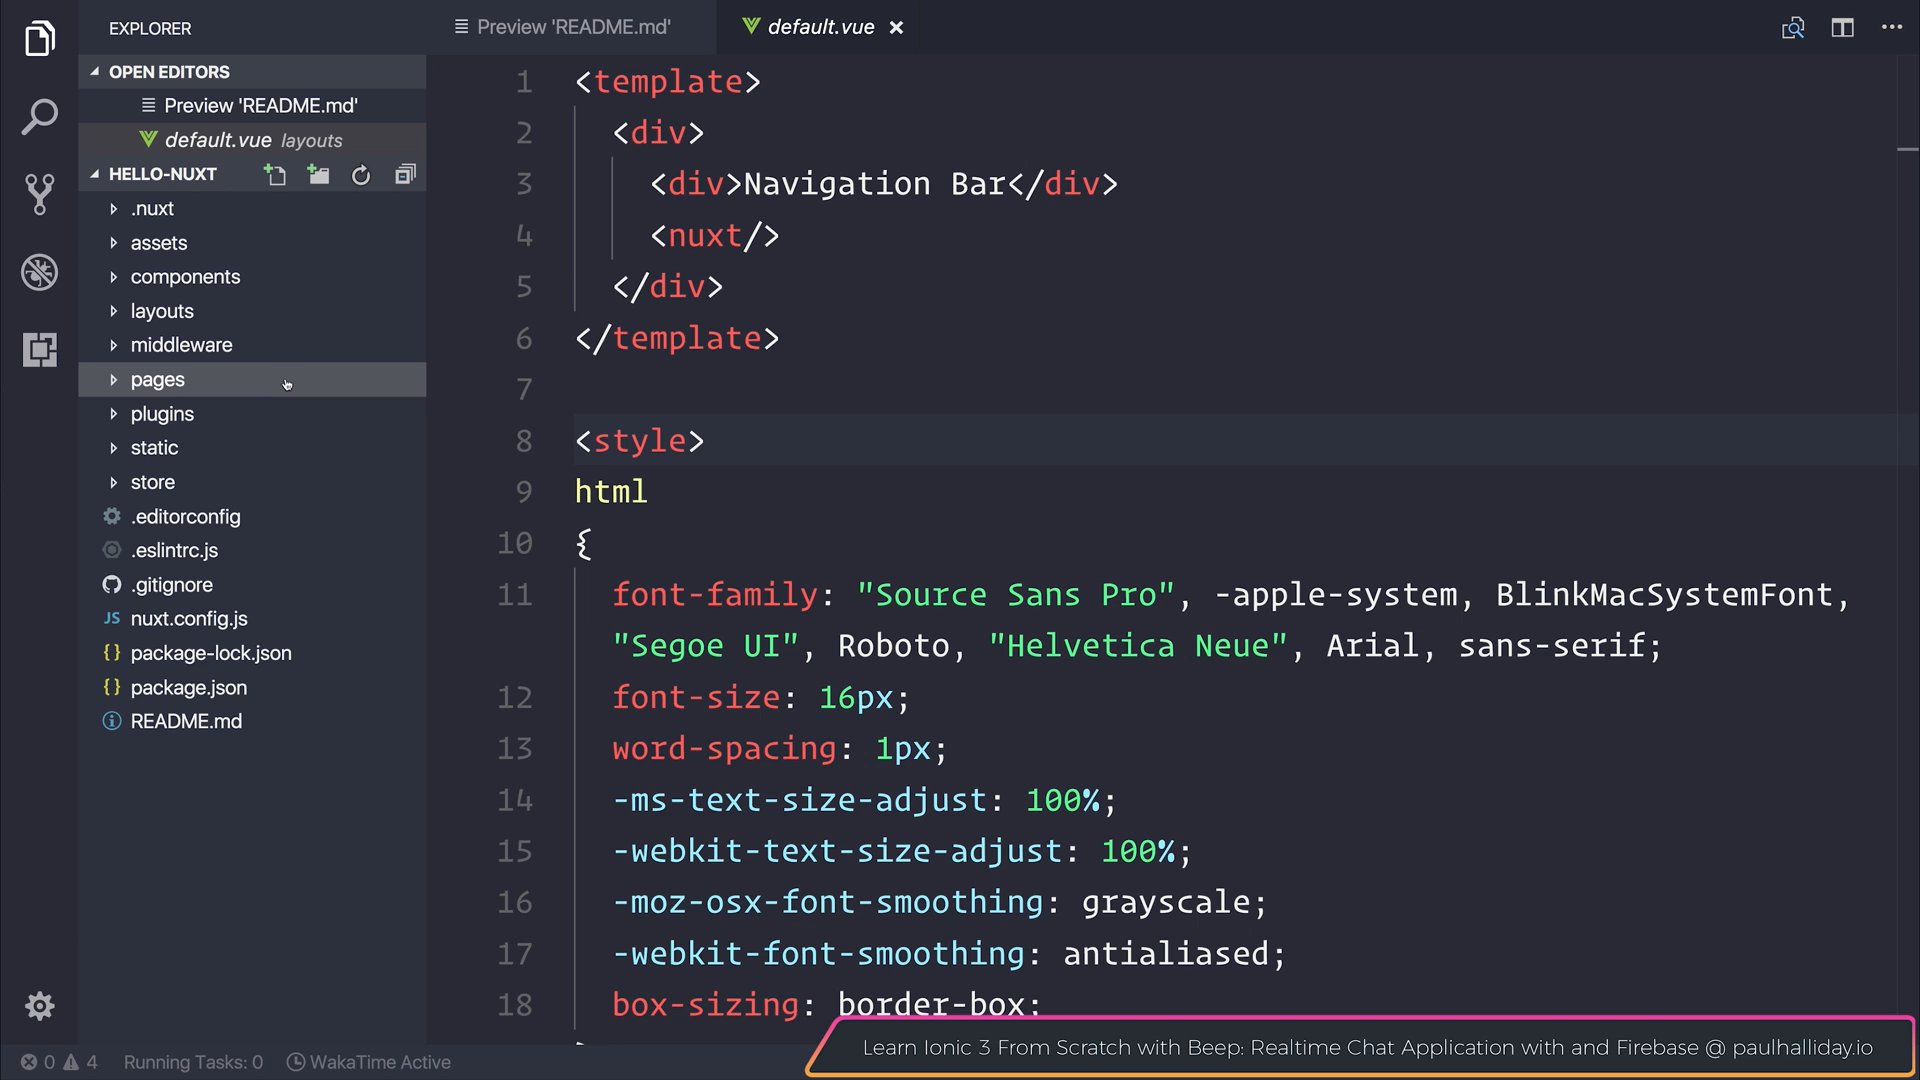 EXPLORER
OPEN EDITORS
Preview 'README.md'
default.vue layouts
HELLO-NUXT
.nuxt
assets
components
layouts
middleware
pages
plugins
static
store
.editorconfig
.eslintrc.js
.gitignore
JS nuxt.config.js
{ } package-lock.json
{ } package.json
README.md
Preview 'README.md'
default.vue
1 <template>
2 <div>
3 <div>Navigation Bar</div>
4 <nuxt/>
5 </div>
6 </template>
7
8 <style>
9 html
10 {
11 font-family: "Source Sans Pro", -apple-system, BlinkMacSystemFont,
"Segoe UI", Roboto, "Helvetica Neue", Arial, sans-serif;
12 font-size: 16px;
13 word-spacing: 1px;
14 -ms-text-size-adjust: 100%;
15 -webkit-text-size-adjust: 100%;
16 -moz-osx-font-smoothing: grayscale;
17 -webkit-font-smoothing: antialiased;
18 box-sizing: border-box;
0 4 Running Tasks: 0 WakaTime Active
Learn Ionic 3 From Scratch with Beep: Realtime Chat Application with and Firebase @ paulhalliday.io